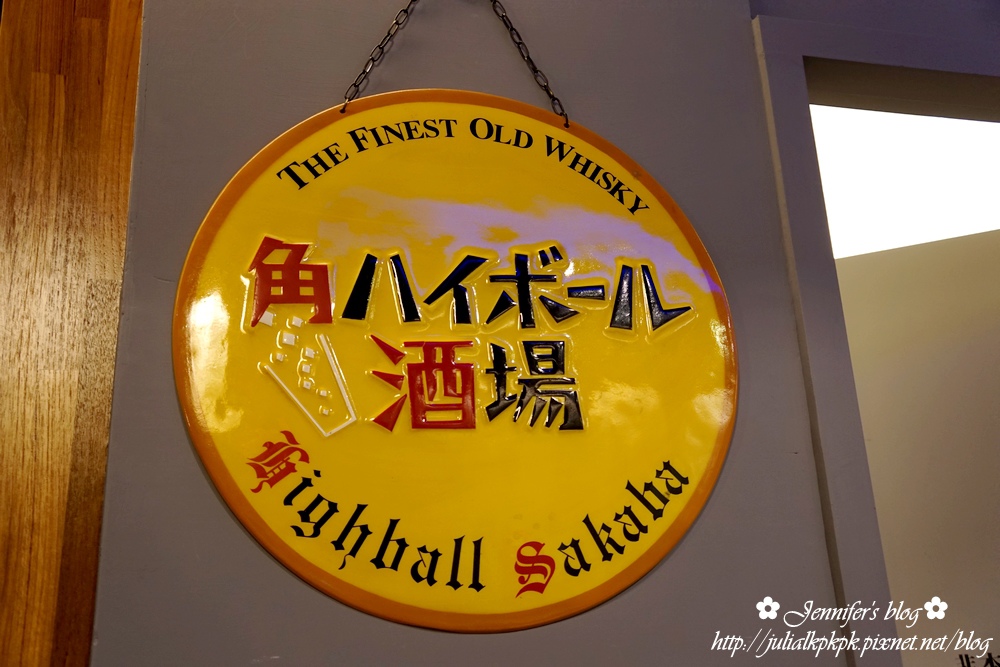 THE FINEST OLD WHISKY
角ハイボール
酒場
Highball Sakaba
Jennifer's blog
http://julialkpkpk.pixnet.net/blog